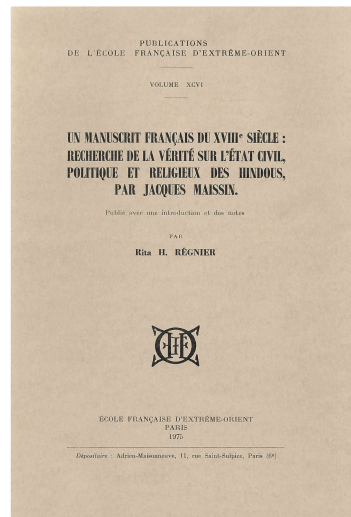 PUBLICATIONS
DE L'ÉCOLE FRANÇAISE D'EXTRÊME-ORIENT
VOLUME XCVI
UN MANUSCRIT FRANÇAIS DU XVIIIe SIÈCLE :
RECHERCHE DE LA VÉRITÉ SUR L'ÉTAT CIVIL,
POLITIQUE ET RELIGIEUX DES HINDOUS,
PAR JACQUES MAISSIN.
Publié avec une introduction et des notes
PAR
Rita H. RÉGNIER
ÉCOLE FRANÇAISE D'EXTRÊME-ORIENT
PARIS
1975
Dépositaire : Adrien-Maisonneuve, 11, rue Saint-Sulpice, Paris (6e)